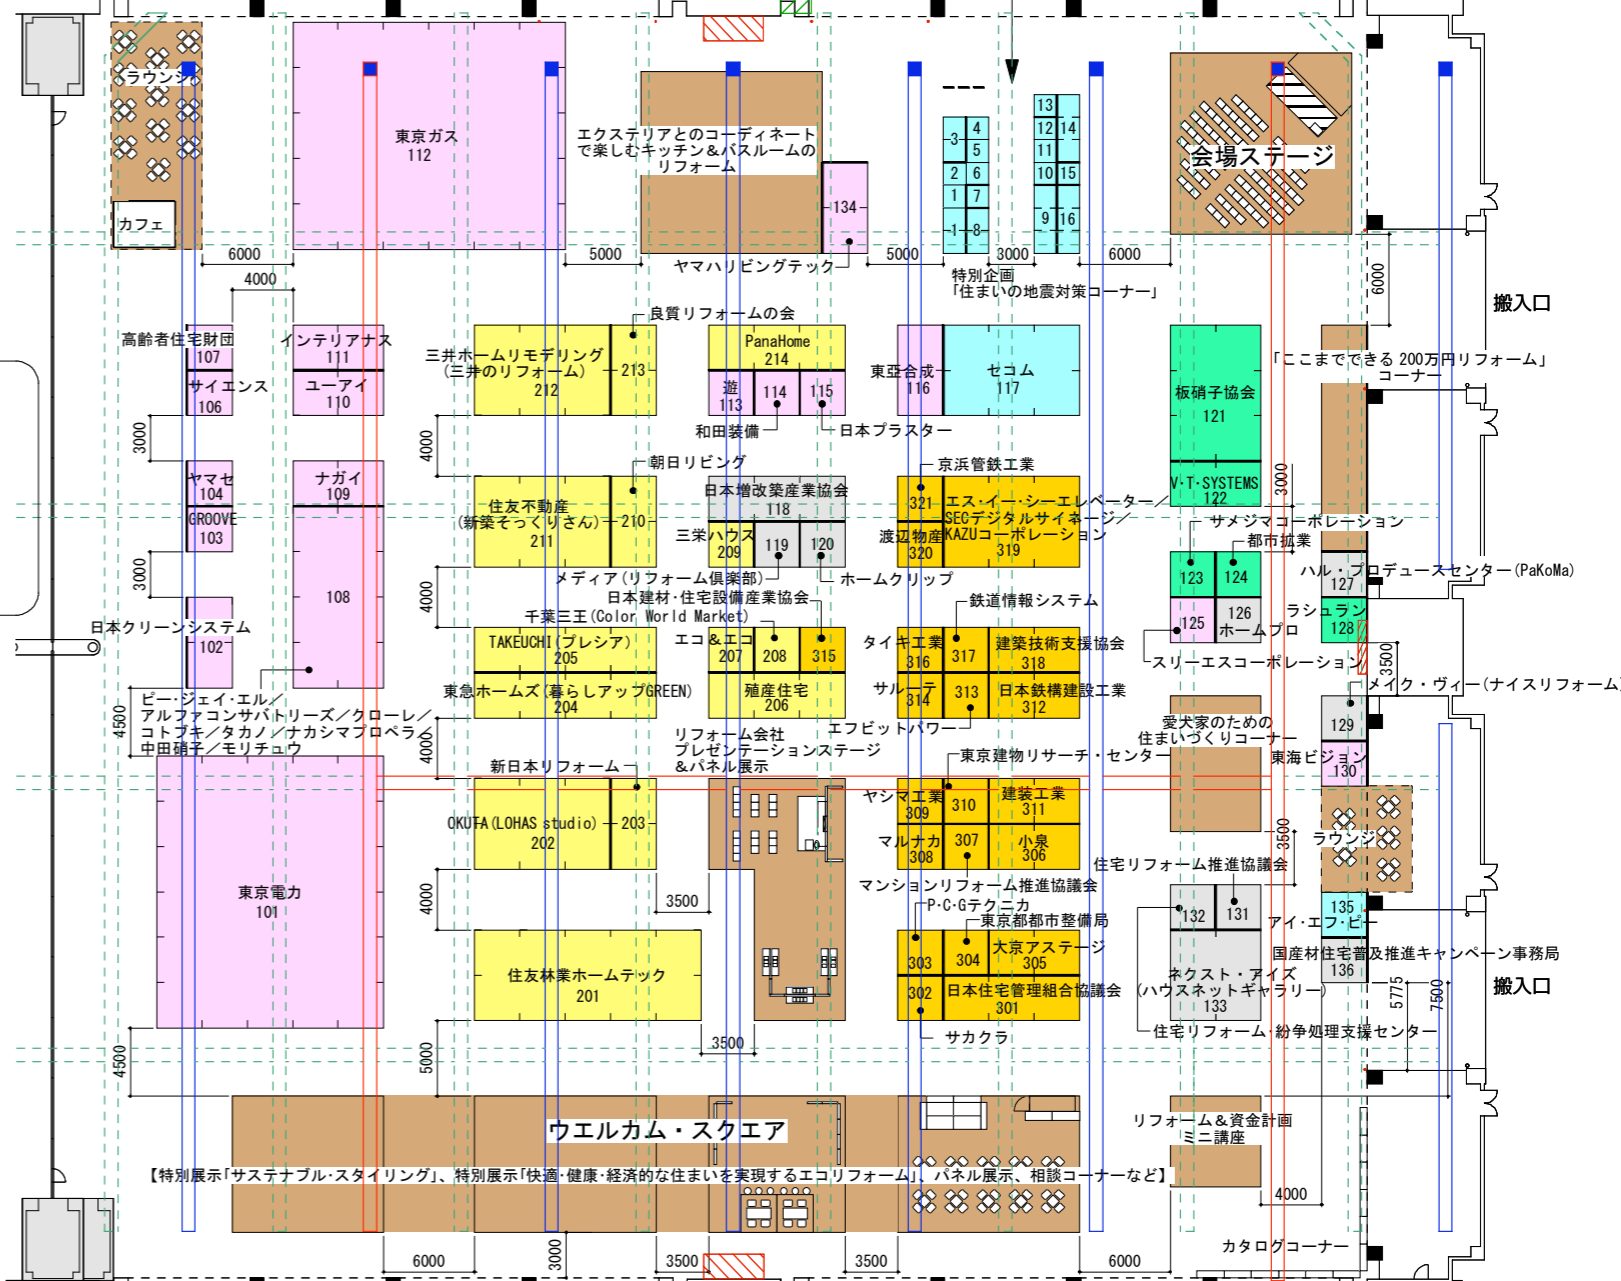 ラウンジ
カフェ
東京ガス
112
エクステリアとのコーディネート
で楽しむキッチン＆バスルームの
リフォーム
134
ヤマハリビングテック
3
4
5
2
6
1
7
1
8
13
12
14
11
10
15
9
16
特別企画
「住まいの地震対策コーナー」
会場ステージ
6000
5000
5000
3000
6000
4000
6000
搬入口
高齢者住宅財団
107
サイエンス
106
インテリアナス
111
ユーアイ
110
良質リフォームの会
三井ホームリモデリング
(三井のリフォーム)
212
213
PanaHome
214
遊
113
114
115
和田装備
日本プラスター
東亞合成
116
セコム
117
板硝子協会
121
「ここまでできる 200万円リフォーム」
コーナー
3000
4000
ヤマセ
104
GROOVE
103
ナガイ
109
朝日リビング
住友不動産
(新築そっくりさん)
211
210
日本増改築産業協会
118
三栄ハウス
209
119
120
メディア(リフォーム倶楽部)
ホームクリップ
京浜管鉄工業
321
エス・イー・シーエレベーター／
SECデジタルサイネージ／
KAZUコーポレーション
319
渡辺物産
320
V・T・SYSTEMS
122
3000
サメジマコーポレーション
都市拡業
123
124
ハル・プロデュースセンター(PaKoMa)
127
125
126
ホームプロ
ラシュラン
128
スリーエスコーポレーション
3500
3000
108
日本クリーンシステム
102
4000
日本建材・住宅設備産業協会
千葉三王(Color World Market)
TAKEUCHI(プレシア)
205
東急ホームズ(暮らしアップGREEN)
204
エコ＆エコ
207
208
315
殖産住宅
206
鉄道情報システム
タイキ工業
316
317
建築技術支援協会
318
サルーテ
314
313
日本鉄構建設工業
312
エフビットパワー
メイク・ヴィー(ナイスリフォーム)
129
東海ビジョン
130
愛犬家のための
住まいづくりコーナー
ピー・ジェイ・エル／
アルファコンサバトリーズ／クローレ／
コトブキ／タカノ／ナカシマプロペラ／
中田硝子／モリチュウ
4500
4000
リフォーム会社
プレゼンテーションステージ
＆パネル展示
新日本リフォーム
OKUTA(LOHAS studio)
202
203
東京建物リサーチ・センター
ヤシマ工業
309
310
建装工業
311
マルナカ
308
307
小泉
306
マンションリフォーム推進協議会
3500
ラウンジ
住宅リフォーム推進協議会
132
131
135
アイ・エフ・ピー
国産材住宅普及推進キャンペーン事務局
136
東京電力
101
4000
3500
住友林業ホームテック
201
P・C・Gテクニカ
東京都都市整備局
303
304
大京アステージ
305
302
日本住宅管理組合協議会
301
サカクラ
ネクスト・アイズ
(ハウスネットギャラリー)
133
住宅リフォーム・紛争処理支援センター
5775
7500
搬入口
4500
5000
3500
ウエルカム・スクエア
【特別展示「サステナブル・スタイリング」、特別展示「快適・健康・経済的な住まいを実現するエコリフォーム」、パネル展示、相談コーナーなど】
リフォーム＆資金計画
ミニ講座
4000
カタログコーナー
6000
3000
3500
3500
6000